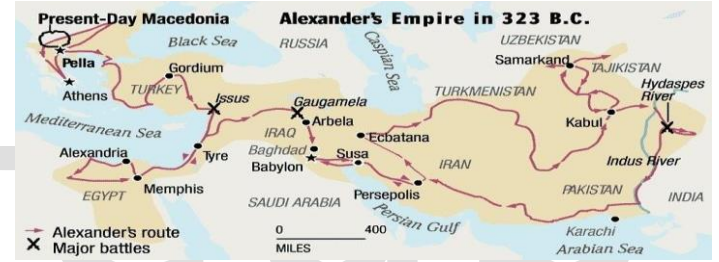 Present-Day Macedonia
Alexander's Empire in 323 B.C.
Black Sea
RUSSIA
Caspian Sea
UZBEKISTAN
Samarkand
TAJIKISTAN
Pella
Gordium
Hydaspes
River
Athens
TURKEY
Issus
Gaugamela
TURKMENISTAN
Mediterranean Sea
Arbela
Kabul
IRAQ
Ecbatana
Alexandria
Tyre
Baghdad
Babylon
Susa
IRAN
Indus River
EGYPT
Memphis
Persepolis
PAKISTAN
INDIA
SAUDI ARABIA
Persian Gulf
Alexander's route
Major battles
0 400
MILES
Karachi
Arabian Sea